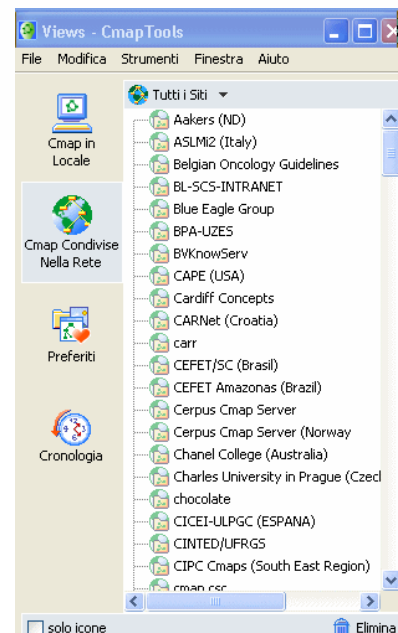 Views - CmapTools
File Modifica Strumenti Finestra Aiuto
Cmap in
Locale
Cmap Condivise
Nella Rete
Preferiti
Cronologia
Tutti i Siti
Aakers (ND)
ASLMi2 (Italy)
Belgian Oncology Guidelines
BL-SCS-INTRANET
Blue Eagle Group
BPA-UZES
BVKnowServ
CAPE (USA)
Cardiff Concepts
CARNet (Croatia)
carr
CEFET/SC (Brasil)
CEFET Amazonas (Brazil)
Cerpus Cmap Server
Cerpus Cmap Server (Norway
Chanel College (Australia)
Charles University in Prague (Czecl
chocolate
CICEI-ULPGC (ESPANA)
CINTED/UFRGS
CIPC Cmaps (South East Region)
cmap.csc
solo icone
Elimina